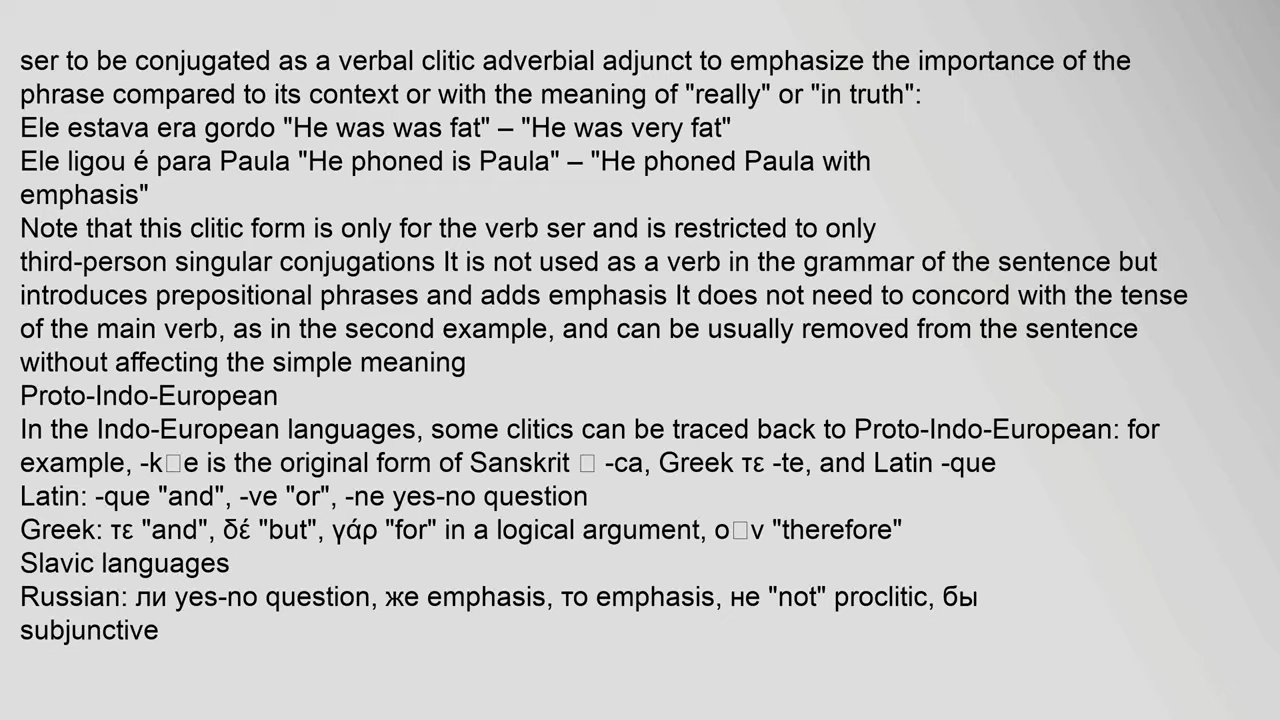 ser to be conjugated as a verbal clitic adverbial adjunct to emphasize the importance of the
phrase compared to its context or with the meaning of "really" or "in truth":
Ele estava era gordo "He was was fat" – "He was very fat"
Ele ligou é para Paula "He phoned is Paula" – "He phoned Paula with
emphasis"
Note that this clitic form is only for the verb ser and is restricted to only
third-person singular conjugations It is not used as a verb in the grammar of the sentence but
introduces prepositional phrases and adds emphasis It does not need to concord with the tense
of the main verb, as in the second example, and can be usually removed from the sentence
without affecting the simple meaning
Proto-Indo-European
In the Indo-European languages, some clitics can be traced back to Proto-Indo-European: for
example, -k□e is the original form of Sanskrit □ -ca, Greek τε -te, and Latin -que
Latin: -que "and", -ve "or", -ne yes-no question
Greek: τε "and", δέ "but", γάρ "for" in a logical argument, ο□ν "therefore"
Slavic languages
Russian: ли yes-no question, же emphasis, то emphasis, не "not" proclitic, бы
subjunctive